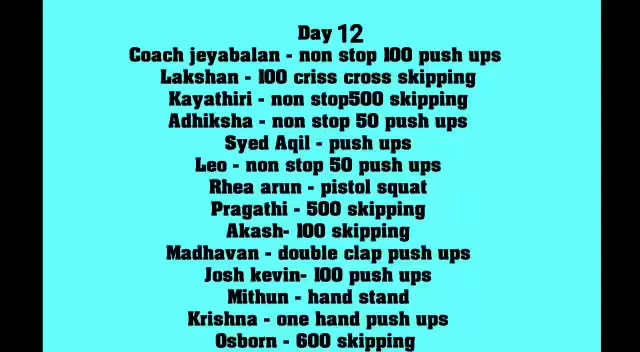 Day 12
Coach jeyabalan - non stop 100 push ups
Lakshan - 100 criss cross skipping
Kayathiri - non stop500 skipping
Adhiksha - non stop 50 push ups
Syed Aqil - push ups
Leo - non stop 50 push ups
Rhea arun - pistol squat
Pragathi - 500 skipping
Akash- 100 skipping
Madhavan - double clap push ups
Josh kevin- 100 push ups
Mithun - hand stand
Krishna - one hand push ups
Osborn - 600 skipping